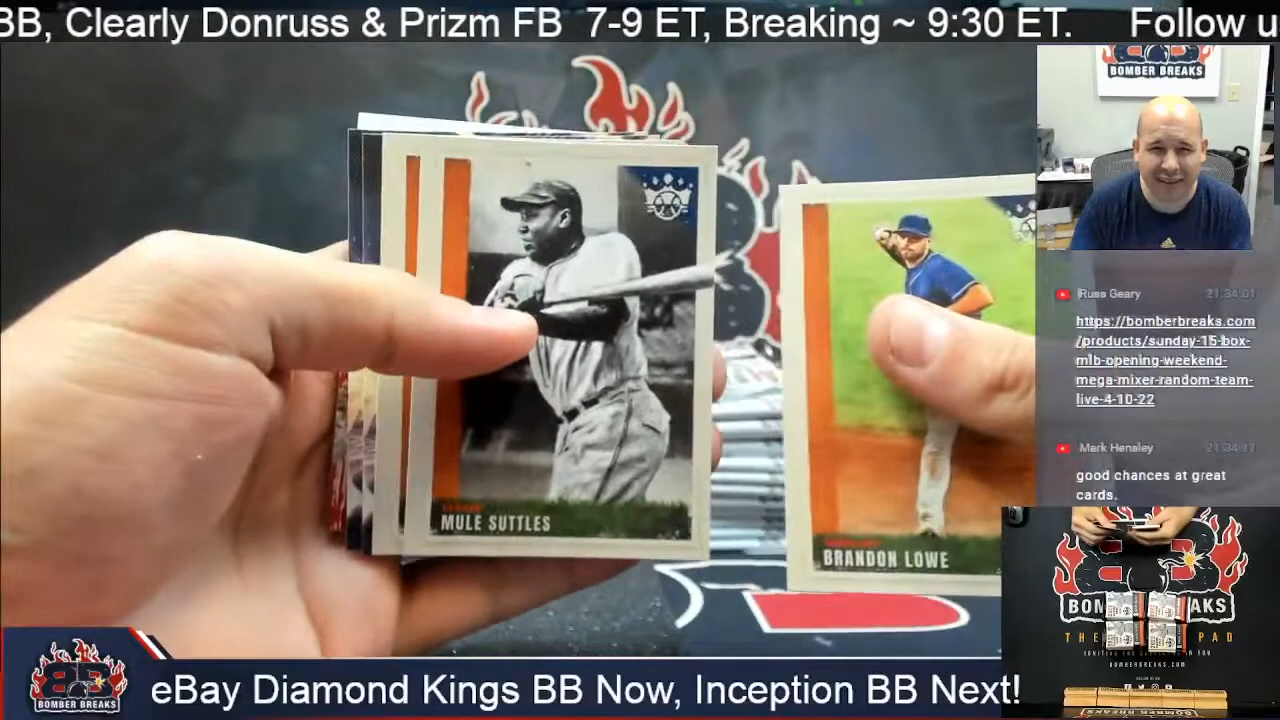 BB, Clearly Donruss & Prizm FB 7-9 ET, Breaking ~ 9:30 ET. Follow u
BOMBER BREAKS
Russ Geary 21:34:01
https://bomberbreaks.com
/products/sunday-15-box-
mlb-opening-weekend-
mega-mixer-random-team-
live-4-10-22
Mark Hensley 21:34:11
good chances at great
cards.
MULE SUTTLES
BRANDON LOWE
BOM AKS
THE PAD
BOMBERBREAKS.COM
BOMBER BREAKS
eBay Diamond Kings BB Now, Inception BB Next!